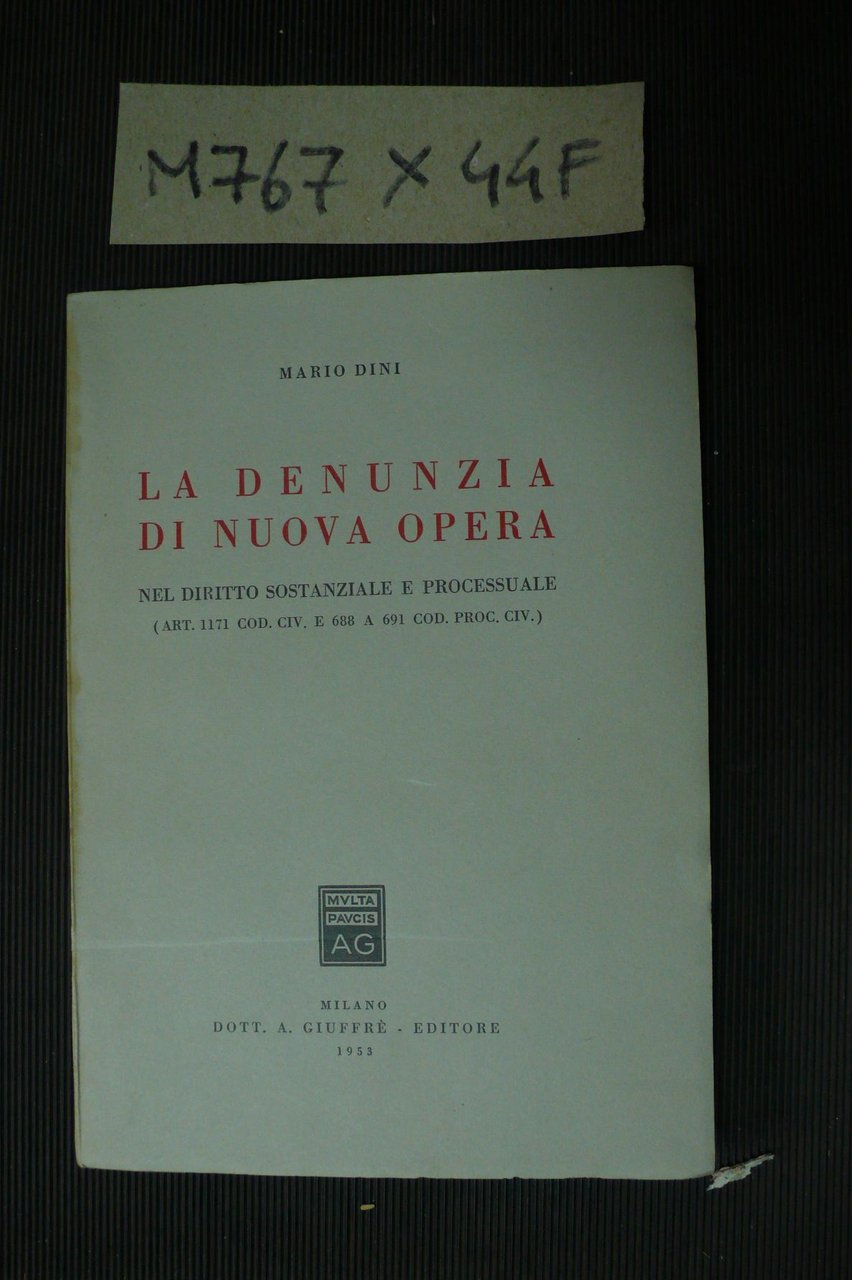 M767 X 44F
MARIO DINI
LA DENUNZIA
DI NUOVA OPERA
NEL DIRITTO SOSTANZIALE E PROCESSUALE
(ART. 1171 COD. CIV. E 688 A 691 COD. PROC. CIV.)
MVLTA
PAVCIS
AG
MILANO
DOTT. A. GIUFFRÈ - EDITORE
1953